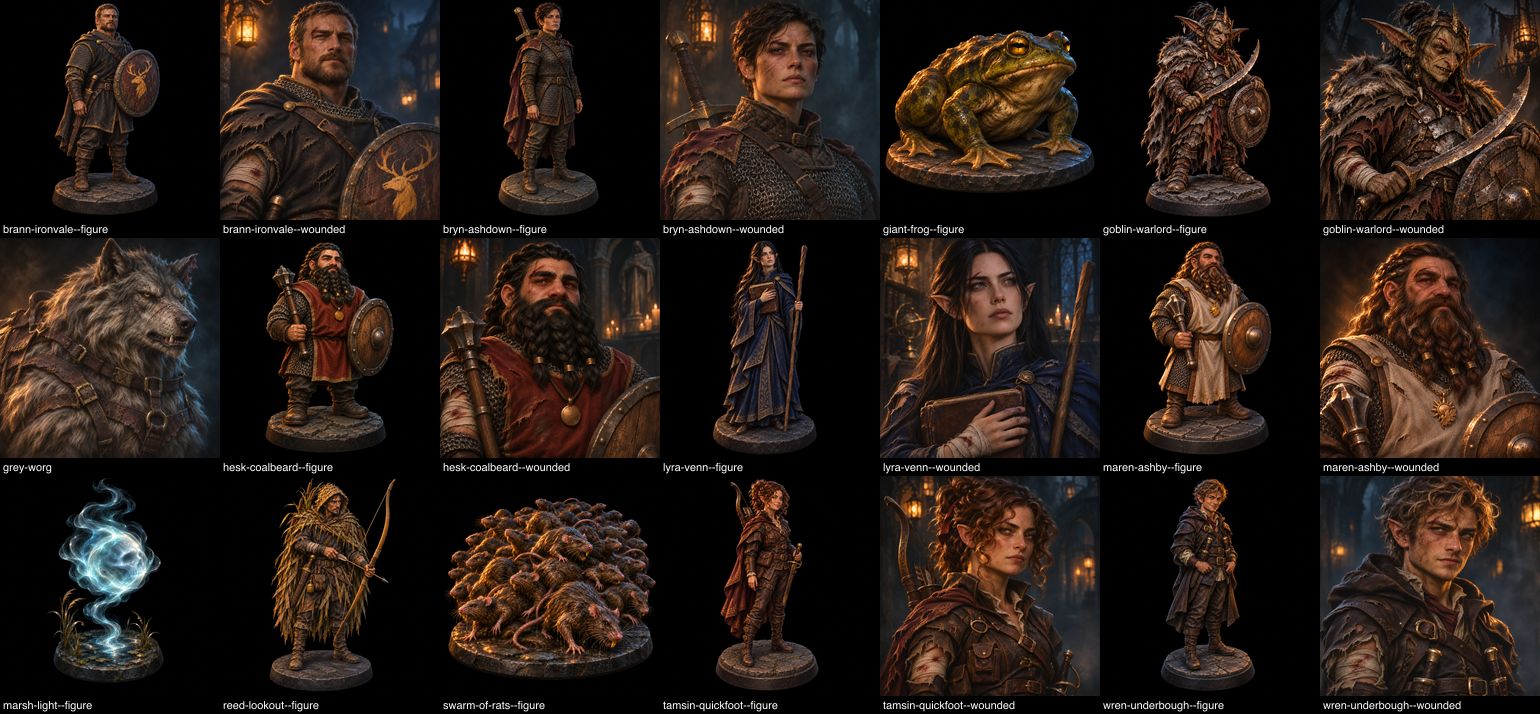 brann-ironvale--figure
brann-ironvale--wounded
bryn-ashdown--figure
bryn-ashdown--wounded
giant-frog--figure
goblin-warlord--figure
goblin-warlord--wounded
grey-worg
hesk-coalbeard--figure
hesk-coalbeard--wounded
lyra-venn--figure
lyra-venn--wounded
maren-ashby--figure
maren-ashby--wounded
marsh-light--figure
reed-lookout--figure
swarm-of-rats--figure
tamsin-quickfoot--figure
tamsin-quickfoot--wounded
wren-underbough--figure
wren-underbough--wounded